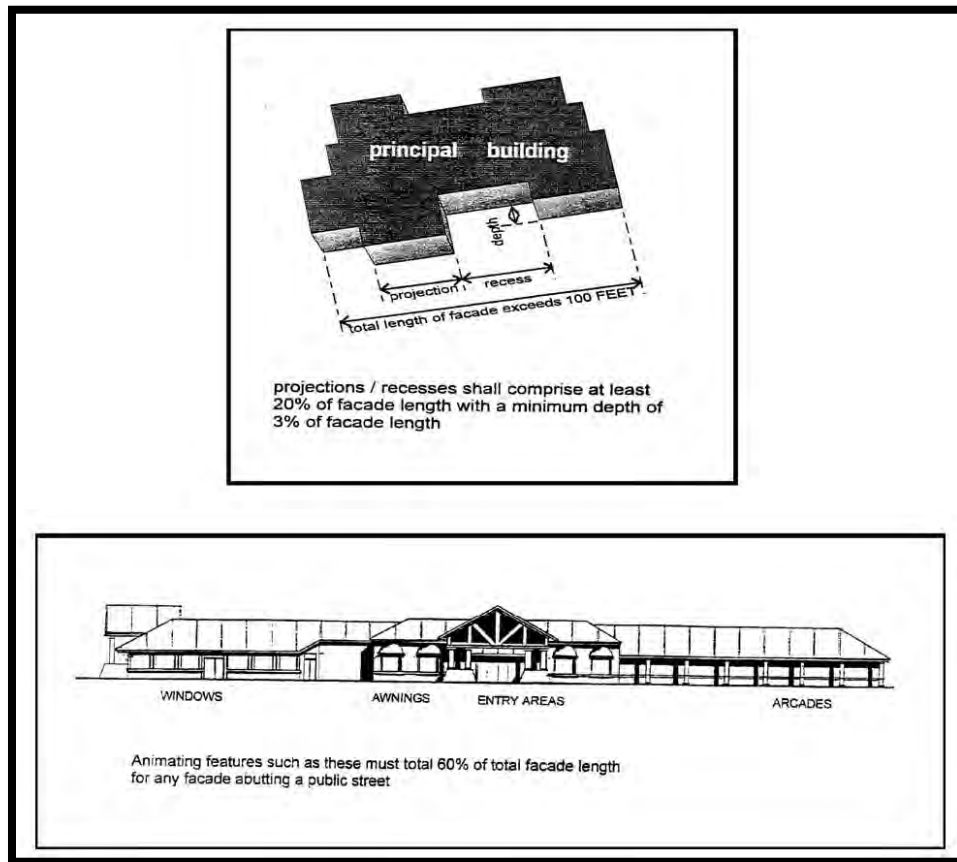 principal building
depth
projection
recess
total length of facade exceeds 100 FEET
projections / recesses shall comprise at least
20% of facade length with a minimum depth of
3% of facade length
WINDOWS
AWNINGS
ENTRY AREAS
ARCADES
Animating features such as these must total 60% of total facade length
for any facade abutting a public street